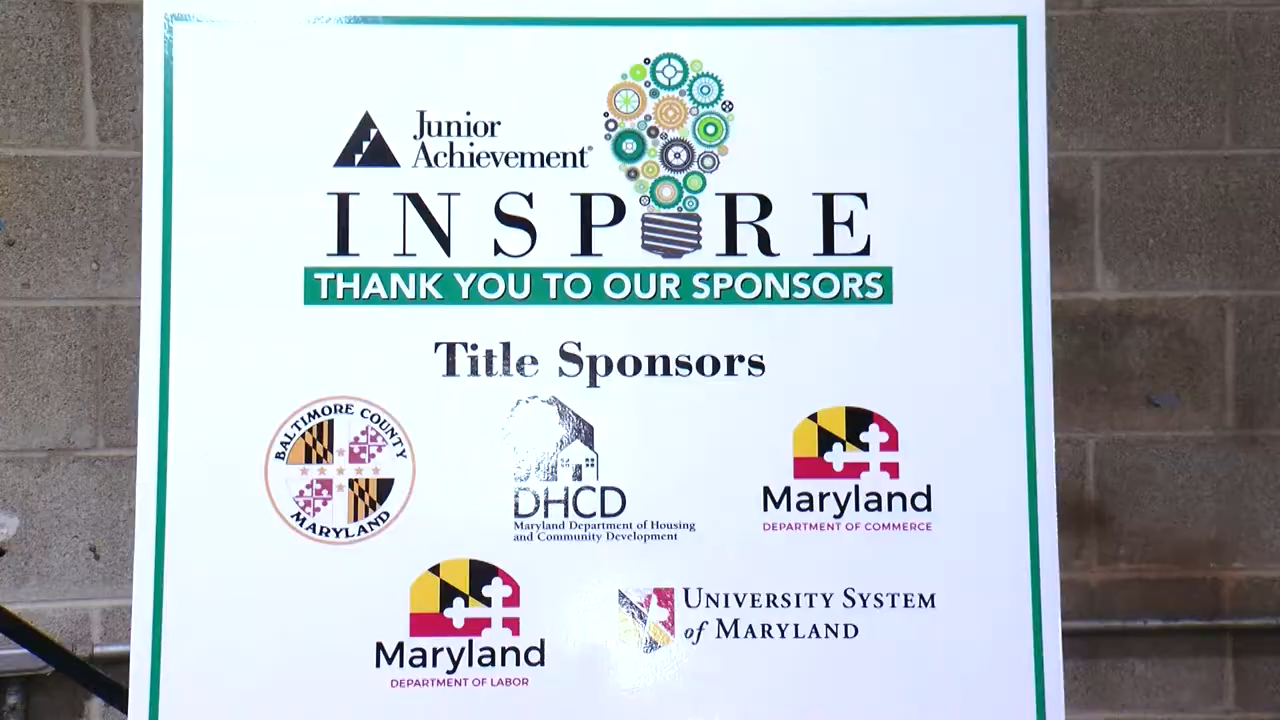 Junior
Achievement®
INSPIRE
THANK YOU TO OUR SPONSORS
Title Sponsors
BALTIMORE COUNTY
MARYLAND
DHCD
Maryland Department of Housing
and Community Development
Maryland
DEPARTMENT OF COMMERCE
Maryland
DEPARTMENT OF LABOR
UNIVERSITY SYSTEM
of MARYLAND